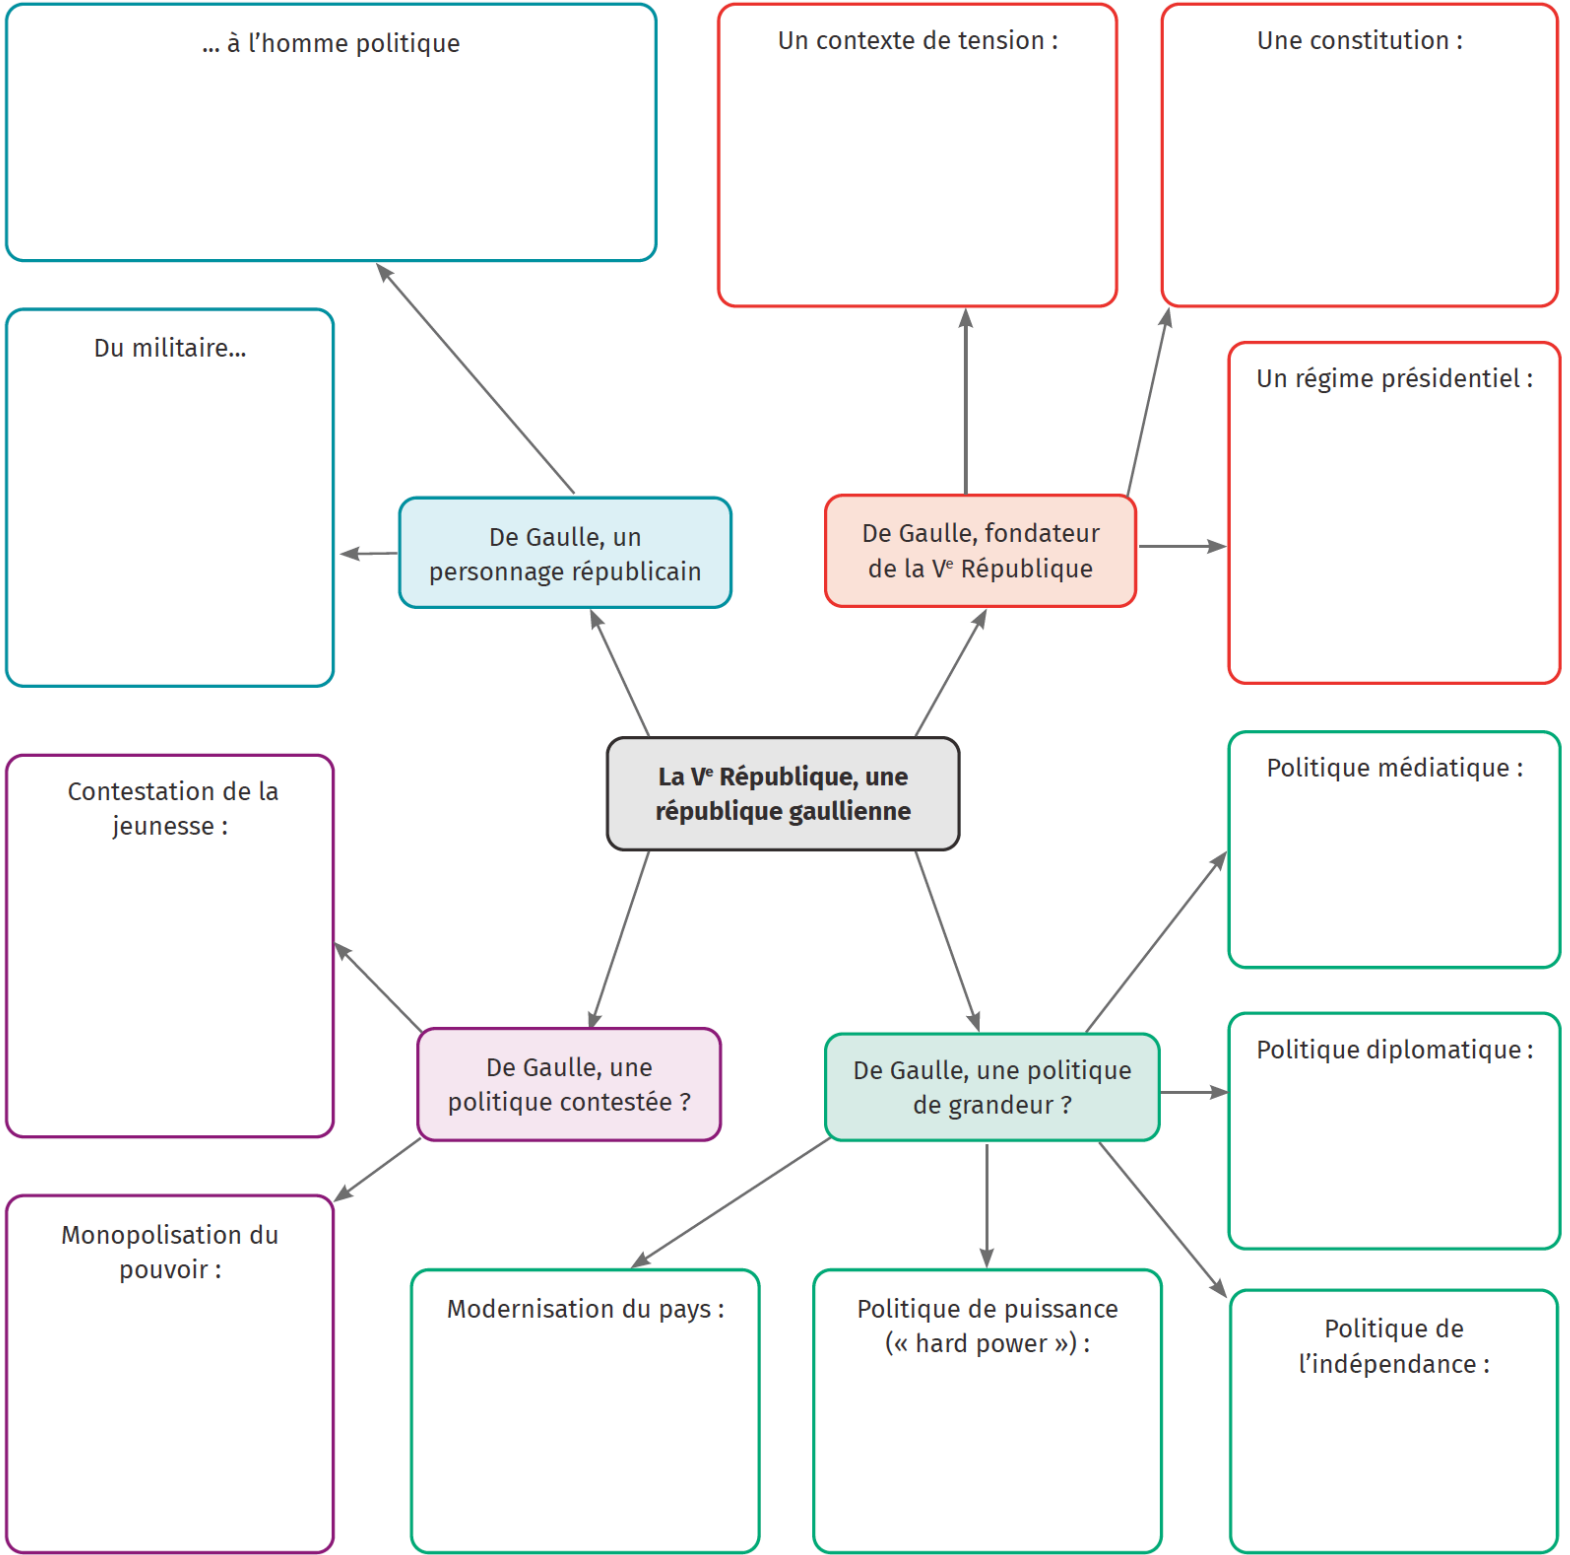 ... à l'homme politique
Un contexte de tension :
Une constitution :
Du militaire...
Un régime présidentiel :
De Gaulle, un
personnage républicain
De Gaulle, fondateur
de la Vᵉ République
La Vᵉ République, une
république gaullienne
Contestation de la
jeunesse :
Politique médiatique :
De Gaulle, une
politique contestée ?
De Gaulle, une politique
de grandeur ?
Politique diplomatique :
Monopolisation du
pouvoir :
Modernisation du pays :
Politique de puissance
(« hard power ») :
Politique de
l'indépendance :